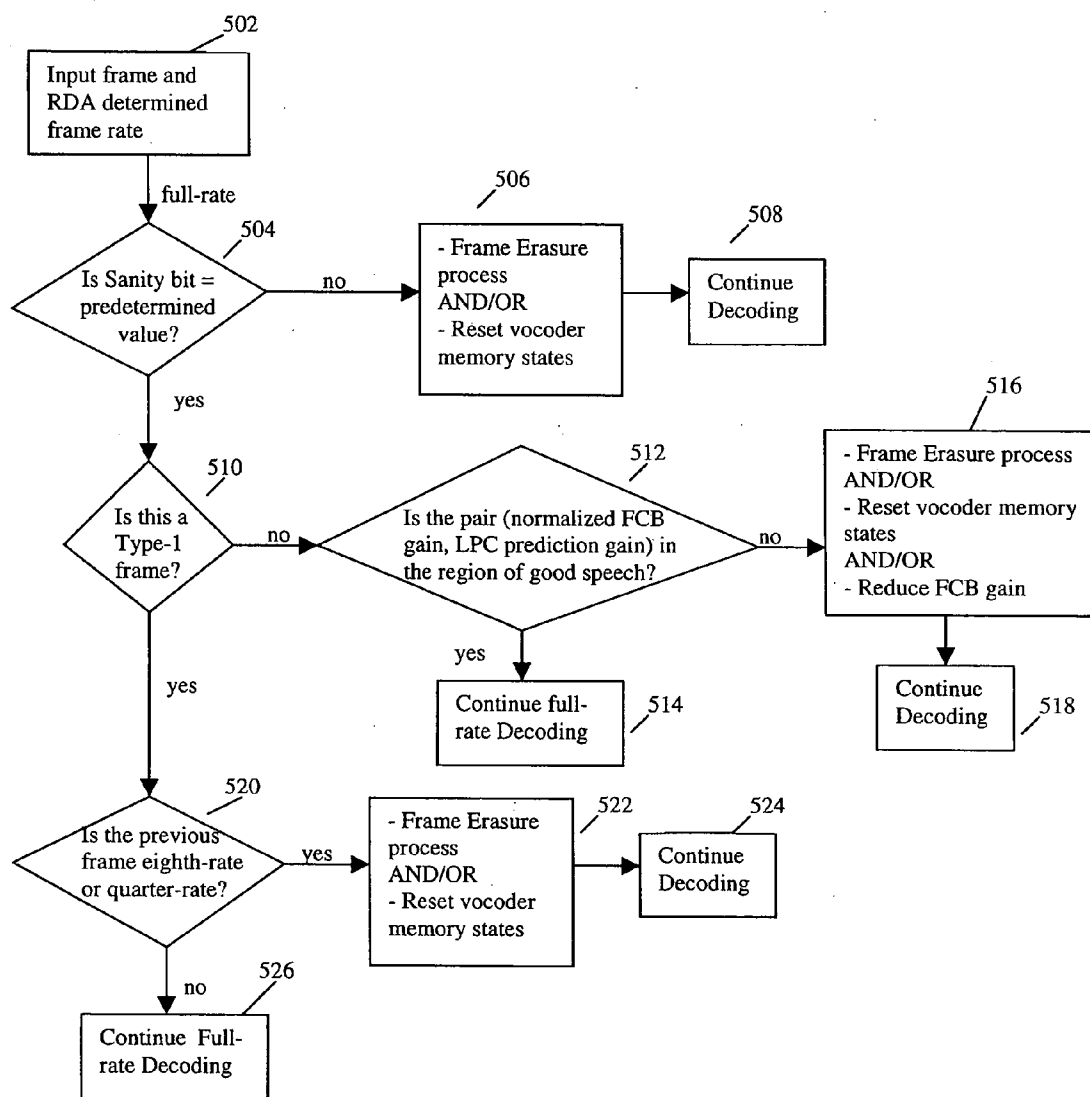 502
Input frame and
RDA determined
frame rate
full-rate
504
Is Sanity bit =
predetermined
value?
no
506
- Frame Erasure
process
AND/OR
- Reset vocoder
memory states
508
Continue
Decoding
yes
510
Is this a
Type-1
frame?
no
512
Is the pair (normalized FCB
gain, LPC prediction gain) in
the region of good speech?
no
516
- Frame Erasure process
AND/OR
- Reset vocoder memory
states
AND/OR
- Reduce FCB gain
yes
Continue full-
rate Decoding
514
Continue
Decoding
518
yes
520
Is the previous
frame eighth-rate
or quarter-rate?
yes
- Frame Erasure
process
AND/OR
- Reset vocoder
memory states
522
524
Continue
Decoding
no
526
Continue Full-
rate Decoding